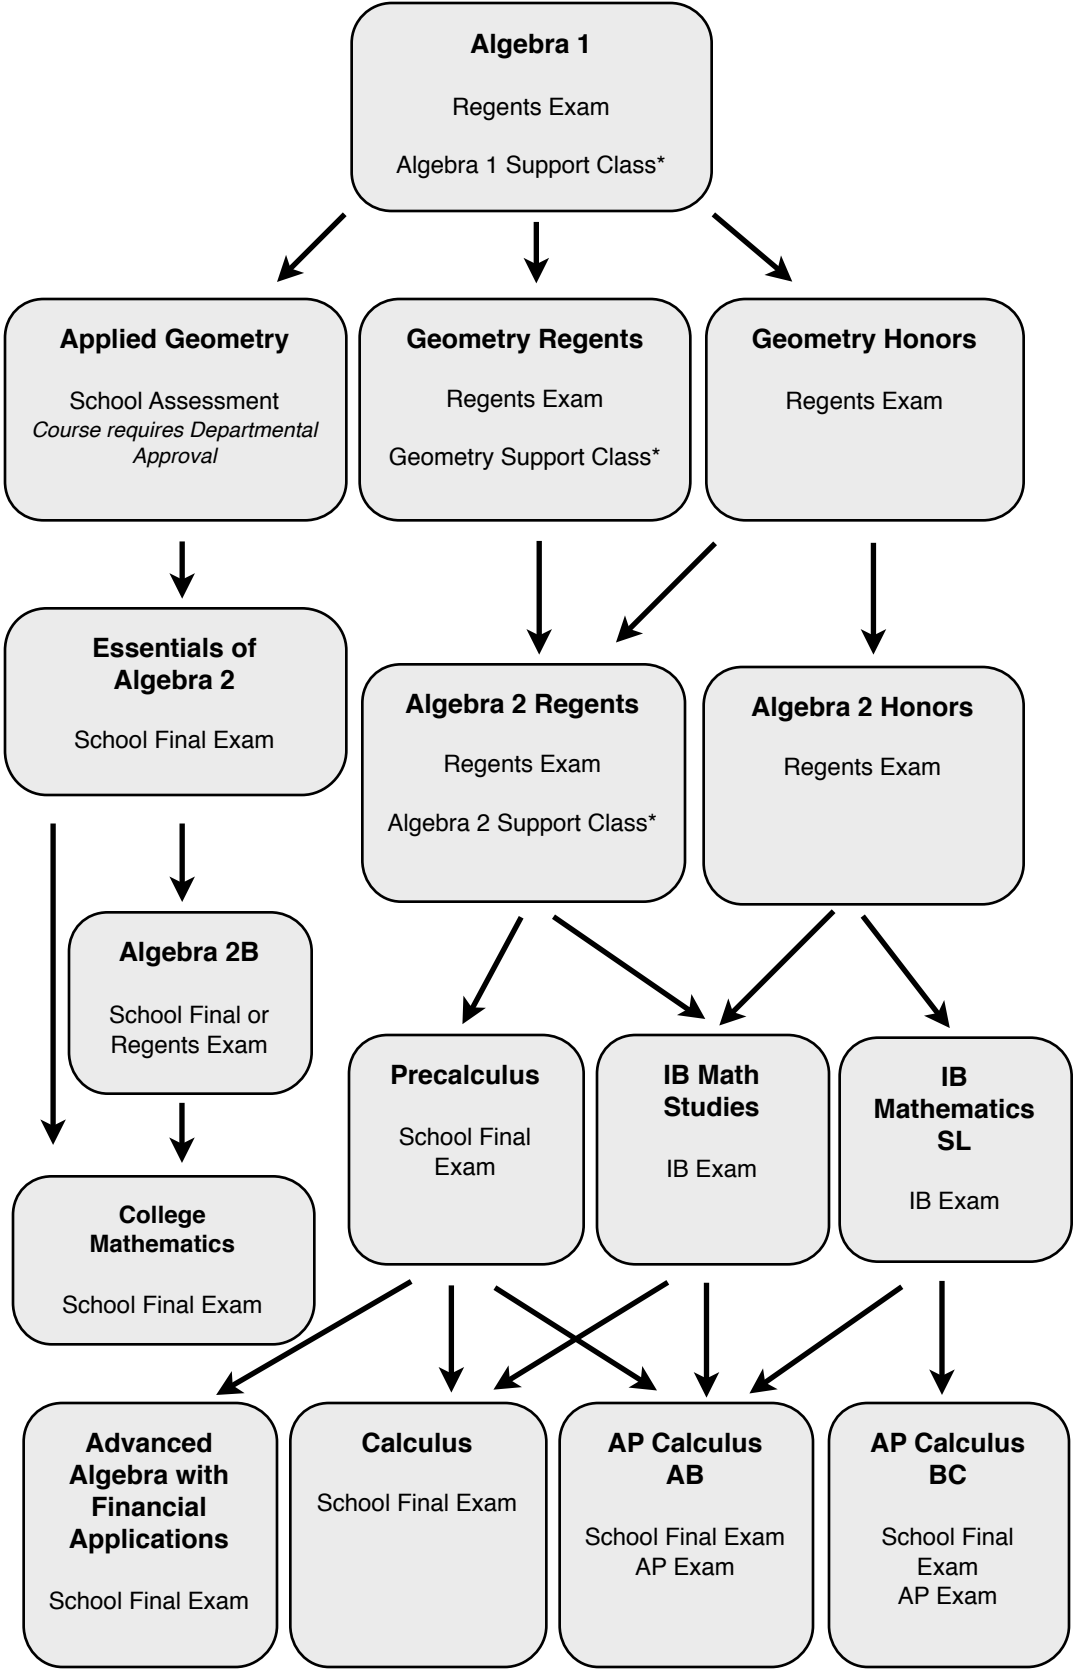 Algebra 1
Regents Exam
Algebra 1 Support Class*
Applied Geometry
School Assessment
Course requires Departmental
Approval
Geometry Regents
Regents Exam
Geometry Support Class*
Geometry Honors
Regents Exam
Essentials of
Algebra 2
School Final Exam
Algebra 2 Regents
Regents Exam
Algebra 2 Support Class*
Algebra 2 Honors
Regents Exam
Algebra 2B
School Final or
Regents Exam
Precalculus
School Final
Exam
IB Math
Studies
IB Exam
IB
Mathematics
SL
IB Exam
College
Mathematics
School Final Exam
Advanced
Algebra with
Financial
Applications
School Final Exam
Calculus
School Final Exam
AP Calculus
AB
School Final Exam
AP Exam
AP Calculus
BC
School Final
Exam
AP Exam